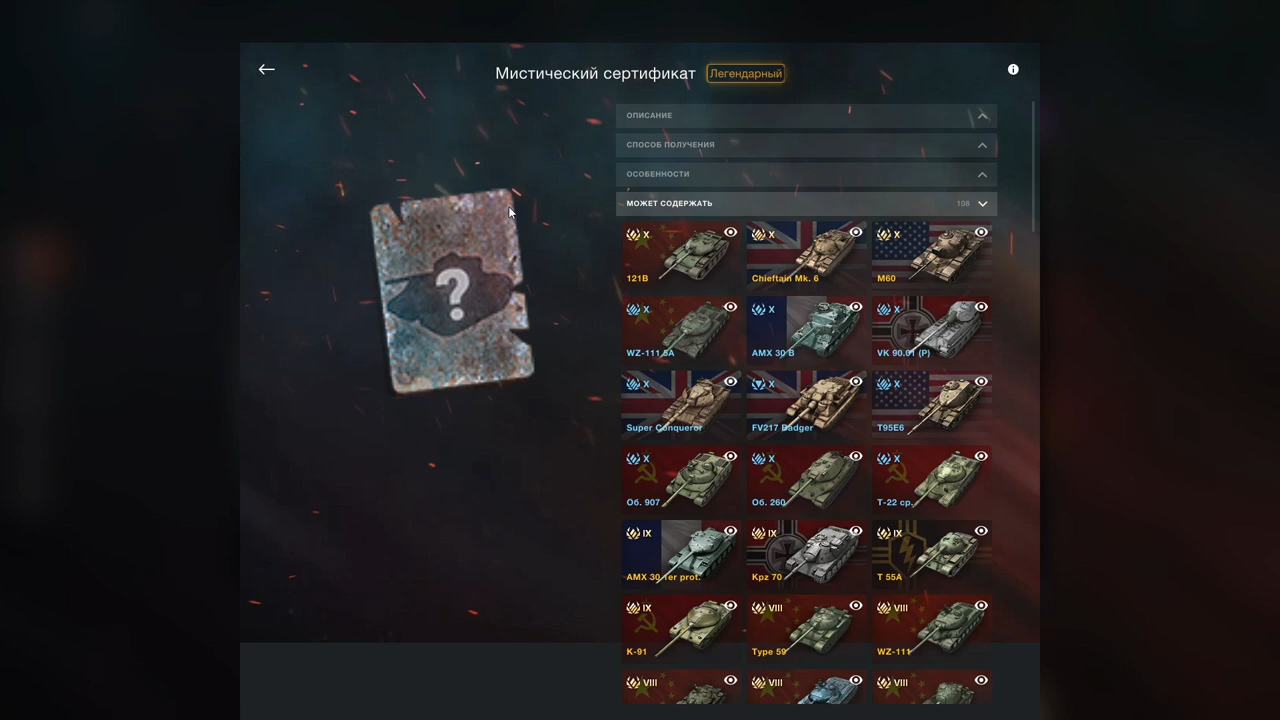 Мистический сертификат Легендарный
ОПИСАНИЕ
СПОСОБ ПОЛУЧЕНИЯ
ОСОБЕННОСТИ
МОЖЕТ СОДЕРЖАТЬ 108
X X X
121B Chieftain Mk. 6 M60
X X X
WZ-111 5A AMX 30 B VK 90.01 (P)
X X X
Super Conqueror FV217 Badger T95E6
X X X
Об. 907 Об. 260 Т-22 ср.
IX IX IX
AMX 30 1er prot. Kpz 70 T 55A
IX VIII VIII
К-91 Type 59 WZ-111
VIII VIII VIII
?